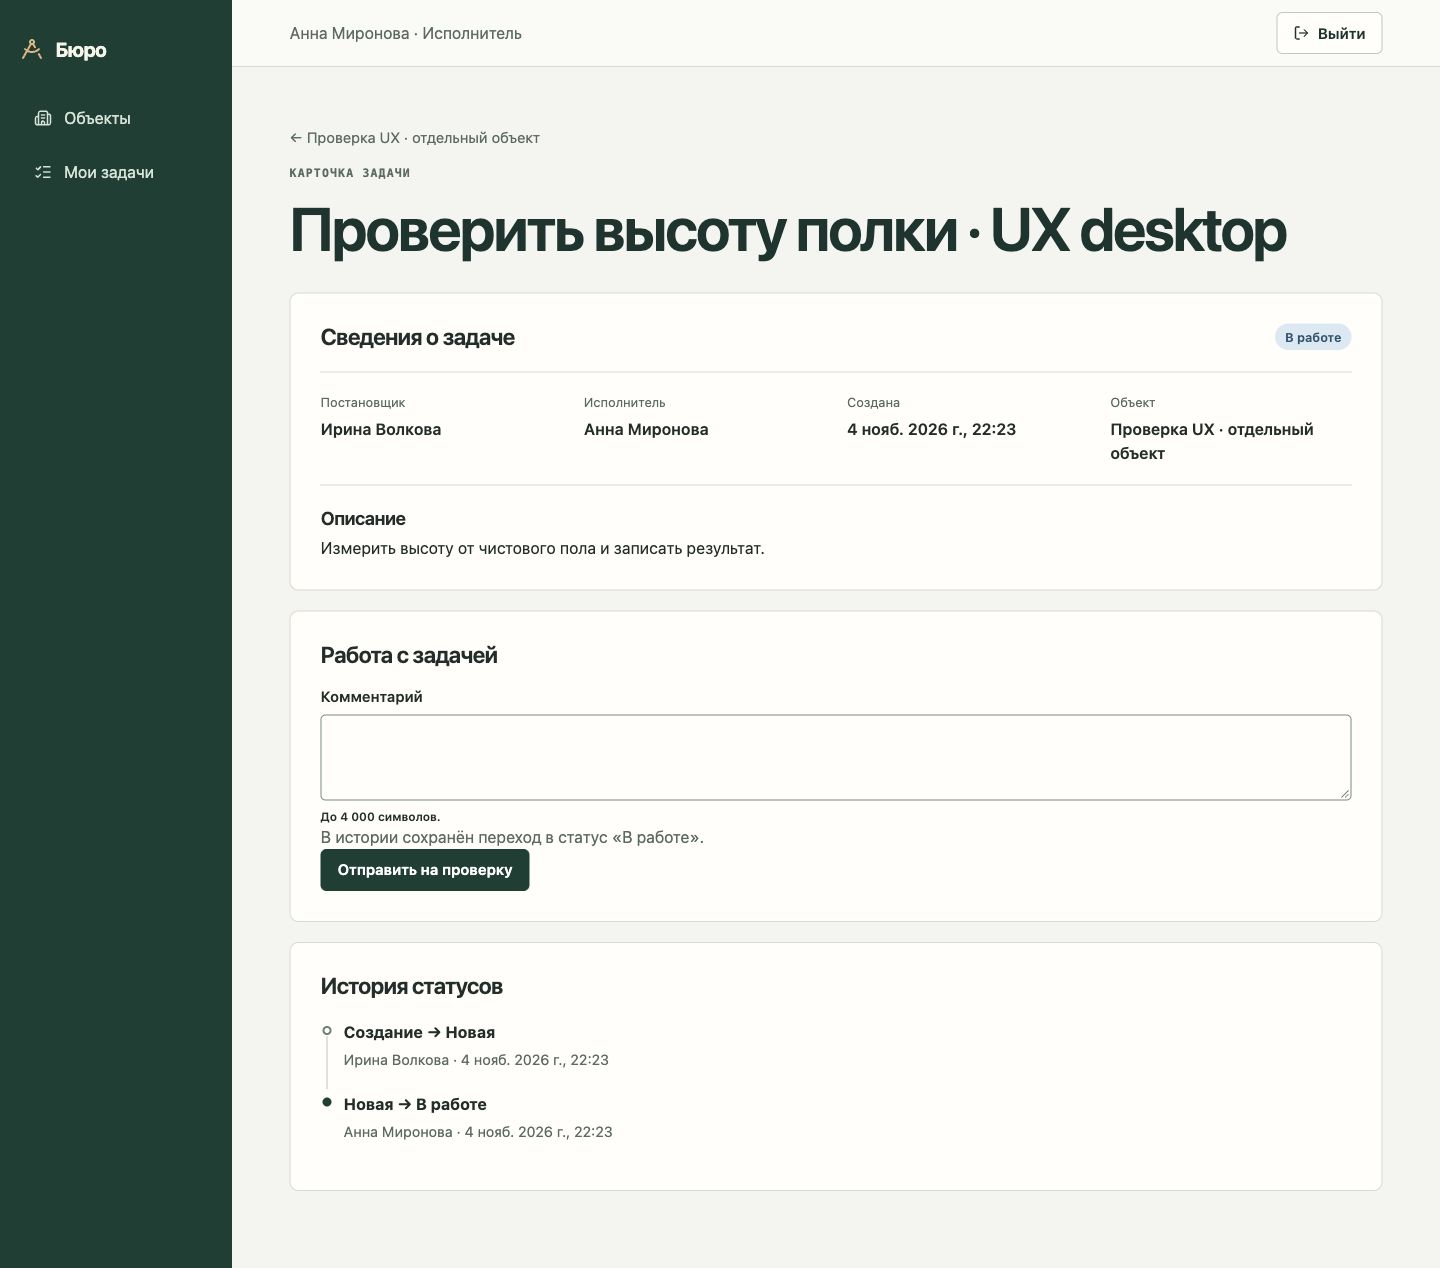 Бюро
Объекты
Мои задачи
Анна Миронова · Исполнитель
Выйти
← Проверка UX · отдельный объект
КАРТОЧКА ЗАДАЧИ
Проверить высоту полки · UX desktop
Сведения о задаче
В работе
Постановщик
Ирина Волкова
Исполнитель
Анна Миронова
Создана
4 нояб. 2026 г., 22:23
Объект
Проверка UX · отдельный
объект
Описание
Измерить высоту от чистового пола и записать результат.
Работа с задачей
Комментарий
До 4 000 символов.
В истории сохранён переход в статус «В работе».
Отправить на проверку
История статусов
Создание → Новая
Ирина Волкова · 4 нояб. 2026 г., 22:23
Новая → В работе
Анна Миронова · 4 нояб. 2026 г., 22:23